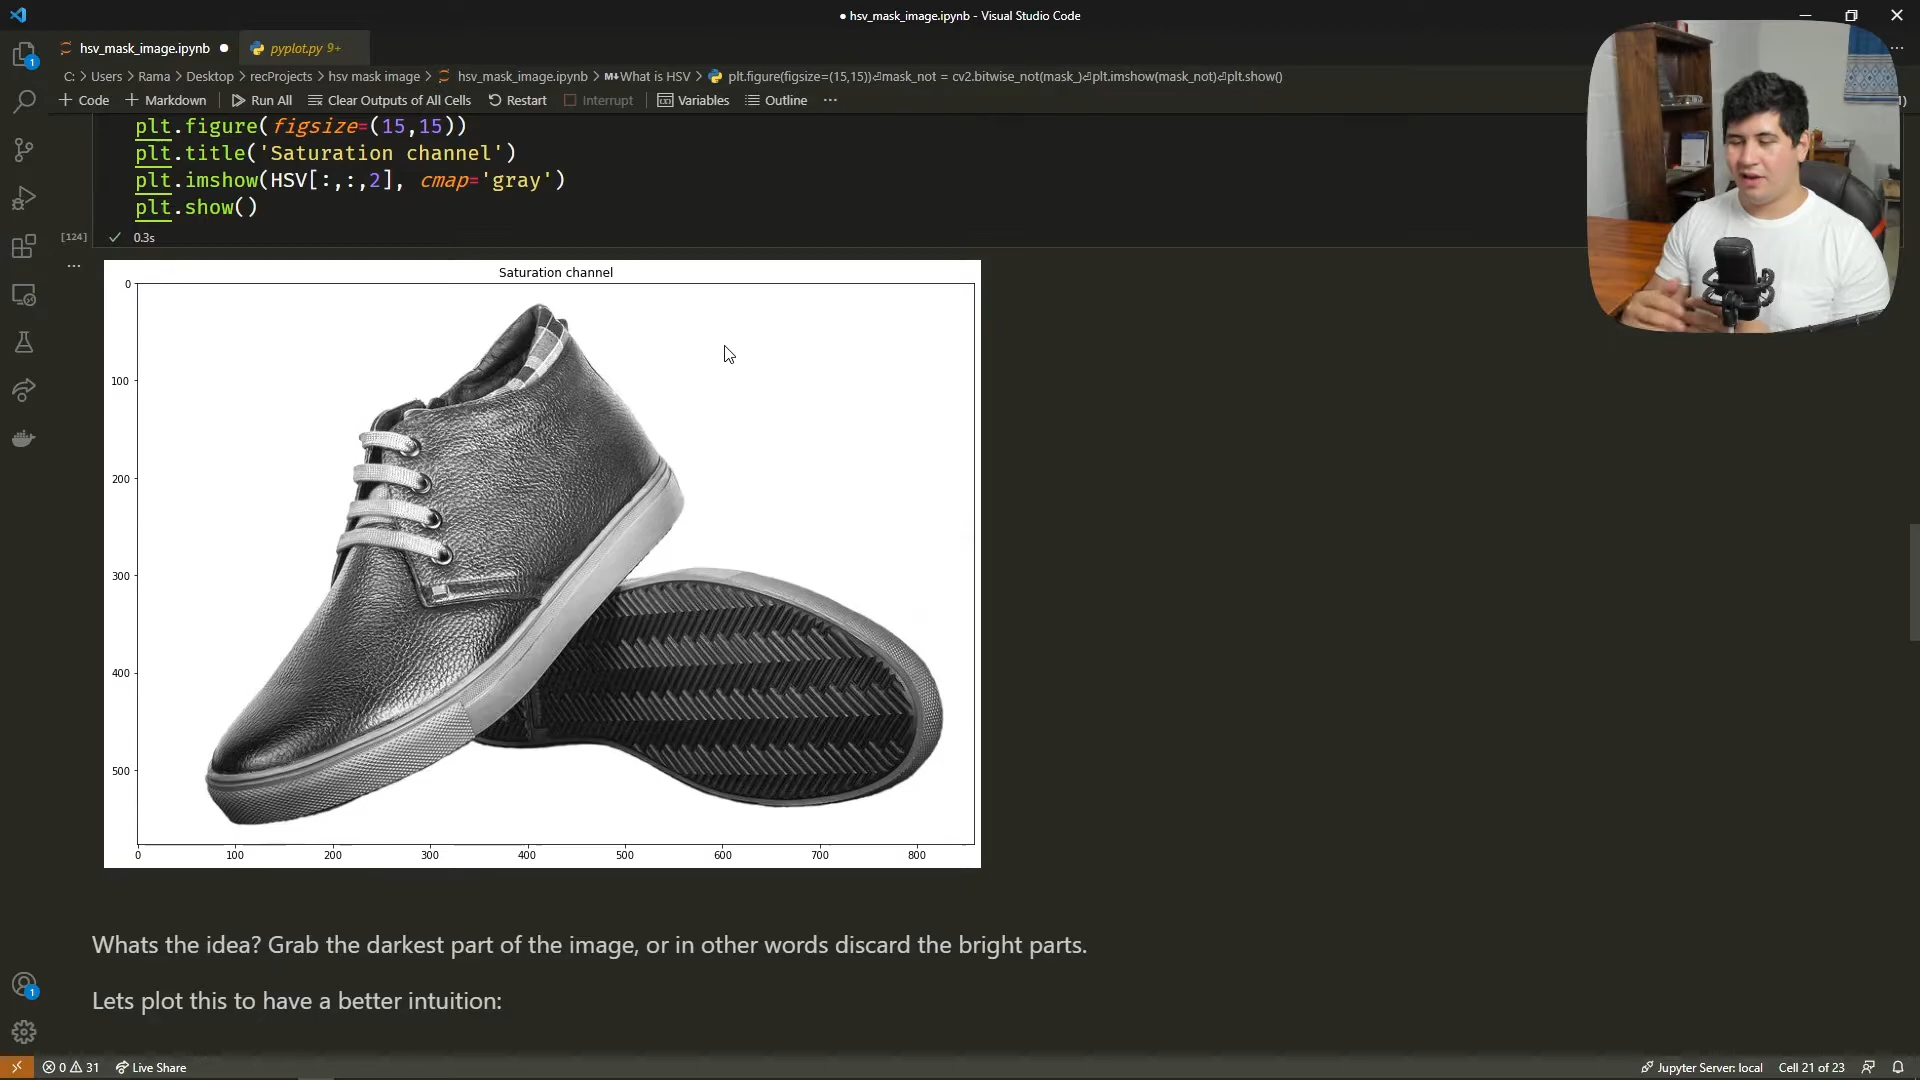 ● hsv_mask_image.ipynb - Visual Studio Code
hsv_mask_image.ipynb ●
pyplot.py 9+
C: > Users > Rama > Desktop > recProjects > hsv mask image > hsv_mask_image.ipynb > M↓What is HSV > plt.figure(figsize=(15,15))⏎mask_not = cv2.bitwise_not(mask_)⏎plt.imshow(mask_not)⏎plt.show()
+ Code + Markdown Run All Clear Outputs of All Cells Restart Interrupt Variables Outline ···
plt.figure(figsize=(15,15))
plt.title('Saturation channel')
plt.imshow(HSV[:,:,2], cmap='gray')
plt.show()
[124] ✓ 0.3s
Saturation channel
0
100
200
300
400
500
0 100 200 300 400 500 600 700 800
Whats the idea? Grab the darkest part of the image, or in other words discard the bright parts.
Lets plot this to have a better intuition:
1
1
0 31 Live Share
Jupyter Server: local Cell 21 of 23